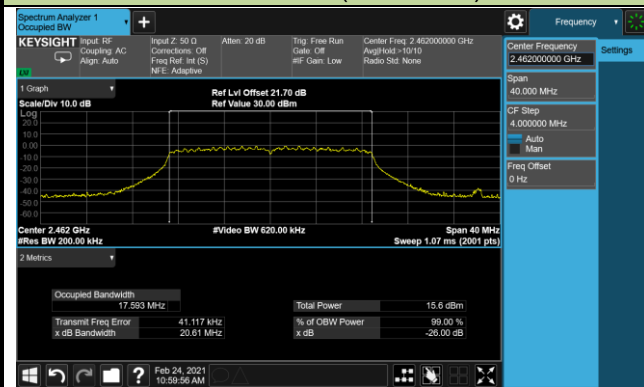 Spectrum Analyzer 1
Occupied BW
Frequency
KEYSIGHT
Input: RF
Coupling: AC
Align: Auto
Input Z: 50 Ω
Corrections: Off
Freq Ref: Int (S)
NFE: Adaptive
Atten: 20 dB
Trig: Free Run
Gate: Off
#IF Gain: Low
Center Freq: 2.462000000 GHz
Avg|Hold:>10/10
Radio Std: None
LU
Center Frequency
2.462000000 GHz
Settings
Span
40.000 MHz
CF Step
4.000000 MHz
Auto
Man
Freq Offset
0 Hz
1 Graph
Scale/Div 10.0 dB
Ref Lvl Offset 21.70 dB
Ref Value 30.00 dBm
Log
20.0
10.0
0.00
-10.0
-20.0
-30.0
-40.0
-50.0
-60.0
Center 2.462 GHz
#Video BW 620.00 kHz
Span 40 MHz
#Res BW 200.00 kHz
Sweep 1.07 ms (2001 pts)
2 Metrics
Occupied Bandwidth
17.593 MHz
Total Power 15.6 dBm
Transmit Freq Error 41.117 kHz
% of OBW Power 99.00 %
x dB Bandwidth 20.61 MHz
x dB -26.00 dB
Feb 24, 2021
10:59:56 AM